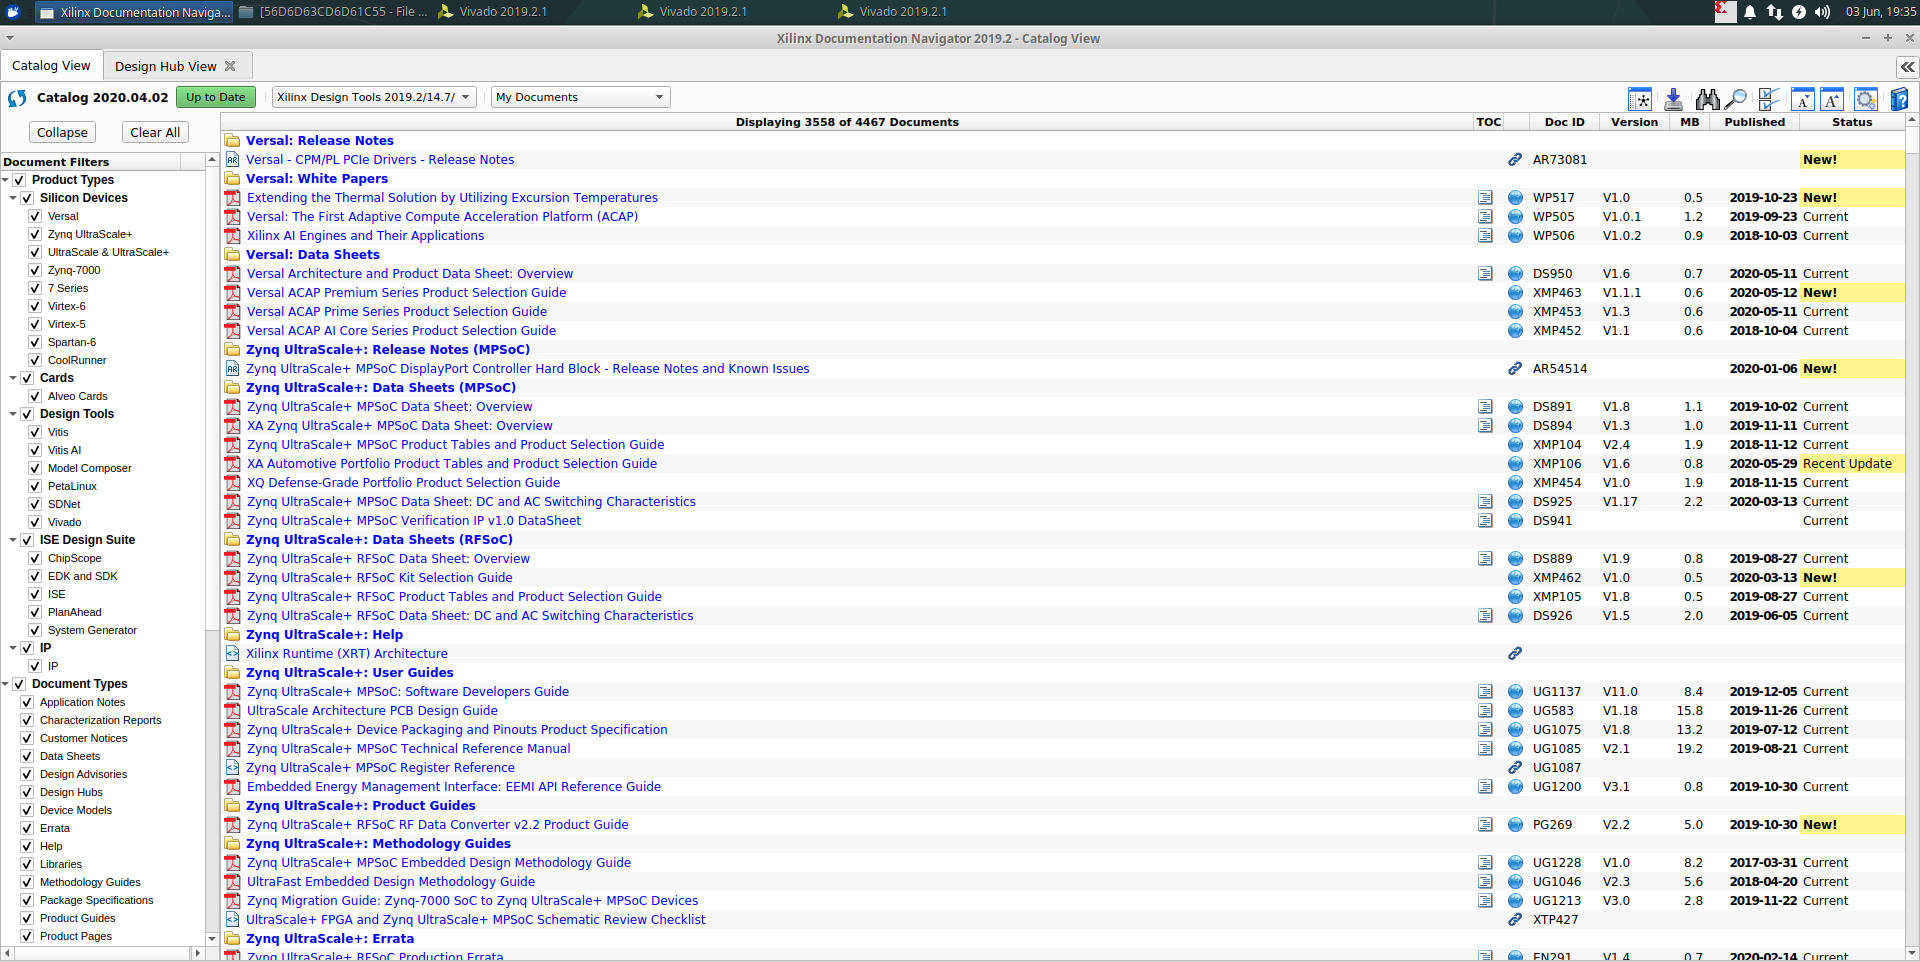 Xilinx Documentation Naviga... [56D6D63CD6D61C55 - File ... Vivado 2019.2.1 Vivado 2019.2.1 Vivado 2019.2.1 03 Jun, 19:35
Xilinx Documentation Navigator 2019.2 - Catalog View
Catalog View Design Hub View
Catalog 2020.04.02 Up to Date Xilinx Design Tools 2019.2/14.7/ My Documents
Collapse Clear All
Document Filters
Product Types
Silicon Devices
Versal
Zynq UltraScale+
UltraScale & UltraScale+
Zynq-7000
7 Series
Virtex-6
Virtex-5
Spartan-6
CoolRunner
Cards
Alveo Cards
Design Tools
Vitis
Vitis AI
Model Composer
PetaLinux
SDNet
Vivado
ISE Design Suite
ChipScope
EDK and SDK
ISE
PlanAhead
System Generator
IP
IP
Document Types
Application Notes
Characterization Reports
Customer Notices
Data Sheets
Design Advisories
Design Hubs
Device Models
Errata
Help
Libraries
Methodology Guides
Package Specifications
Product Guides
Product Pages
Displaying 3558 of 4467 Documents TOC Doc ID Version MB Published Status
Versal: Release Notes
Versal - CPM/PL PCIe Drivers - Release Notes AR73081 New!
Versal: White Papers
Extending the Thermal Solution by Utilizing Excursion Temperatures WP517 V1.0 0.5 2019-10-23 New!
Versal: The First Adaptive Compute Acceleration Platform (ACAP) WP505 V1.0.1 1.2 2019-09-23 Current
Xilinx AI Engines and Their Applications WP506 V1.0.2 0.9 2018-10-03 Current
Versal: Data Sheets
Versal Architecture and Product Data Sheet: Overview DS950 V1.6 0.7 2020-05-11 Current
Versal ACAP Premium Series Product Selection Guide XMP463 V1.1.1 0.6 2020-05-12 New!
Versal ACAP Prime Series Product Selection Guide XMP453 V1.3 0.6 2020-05-11 Current
Versal ACAP AI Core Series Product Selection Guide XMP452 V1.1 0.6 2018-10-04 Current
Zynq UltraScale+: Release Notes (MPSoC)
Zynq UltraScale+ MPSoC DisplayPort Controller Hard Block - Release Notes and Known Issues AR54514 2020-01-06 New!
Zynq UltraScale+: Data Sheets (MPSoC)
Zynq UltraScale+ MPSoC Data Sheet: Overview DS891 V1.8 1.1 2019-10-02 Current
XA Zynq UltraScale+ MPSoC Data Sheet: Overview DS894 V1.3 1.0 2019-11-11 Current
Zynq UltraScale+ MPSoC Product Tables and Product Selection Guide XMP104 V2.4 1.9 2018-11-12 Current
XA Automotive Portfolio Product Tables and Product Selection Guide XMP106 V1.6 0.8 2020-05-29 Recent Update
XQ Defense-Grade Portfolio Product Selection Guide XMP454 V1.0 1.9 2018-11-15 Current
Zynq UltraScale+ MPSoC Data Sheet: DC and AC Switching Characteristics DS925 V1.17 2.2 2020-03-13 Current
Zynq UltraScale+ MPSoC Verification IP v1.0 DataSheet DS941 Current
Zynq UltraScale+: Data Sheets (RFSoC)
Zynq UltraScale+ RFSoC Data Sheet: Overview DS889 V1.9 0.8 2019-08-27 Current
Zynq UltraScale+ RFSoC Kit Selection Guide XMP462 V1.0 0.5 2020-03-13 New!
Zynq UltraScale+ RFSoC Product Tables and Product Selection Guide XMP105 V1.8 0.5 2019-08-27 Current
Zynq UltraScale+ RFSoC Data Sheet: DC and AC Switching Characteristics DS926 V1.5 2.0 2019-06-05 Current
Zynq UltraScale+: Help
Xilinx Runtime (XRT) Architecture
Zynq UltraScale+: User Guides
Zynq UltraScale+ MPSoC: Software Developers Guide UG1137 V11.0 8.4 2019-12-05 Current
UltraScale Architecture PCB Design Guide UG583 V1.18 15.8 2019-11-26 Current
Zynq UltraScale+ Device Packaging and Pinouts Product Specification UG1075 V1.8 13.2 2019-07-12 Current
Zynq UltraScale+ MPSoC Technical Reference Manual UG1085 V2.1 19.2 2019-08-21 Current
Zynq UltraScale+ MPSoC Register Reference UG1087
Embedded Energy Management Interface: EEMI API Reference Guide UG1200 V3.1 0.8 2019-10-30 Current
Zynq UltraScale+: Product Guides
Zynq UltraScale+ RFSoC RF Data Converter v2.2 Product Guide PG269 V2.2 5.0 2019-10-30 New!
Zynq UltraScale+: Methodology Guides
Zynq UltraScale+ MPSoC Embedded Design Methodology Guide UG1228 V1.0 8.2 2017-03-31 Current
UltraFast Embedded Design Methodology Guide UG1046 V2.3 5.6 2018-04-20 Current
Zynq Migration Guide: Zynq-7000 SoC to Zynq UltraScale+ MPSoC Devices UG1213 V3.0 2.8 2019-11-22 Current
UltraScale+ FPGA and Zynq UltraScale+ MPSoC Schematic Review Checklist XTP427
Zynq UltraScale+: Errata
Zynq UltraScale+ RFSoC Production Errata EN291 V1.4 0.7 2020-02-14 Current